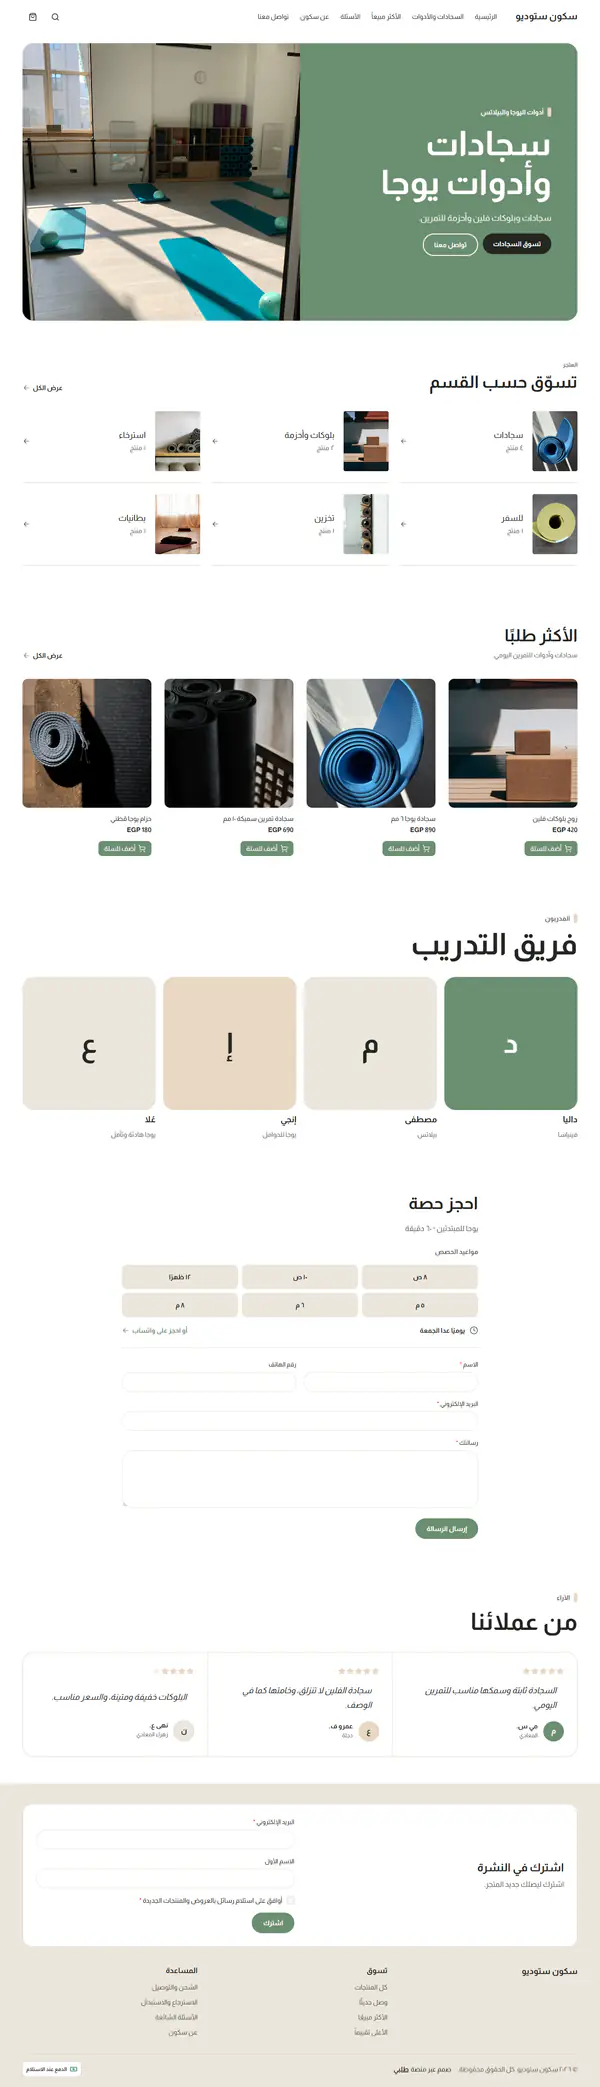 سكون ستوديو
الرئيسية
السجادات والأدوات
الأكثر مبيعاً
الأسئلة
عن سكون
تواصل معنا
أدوات اليوجا والبيلاتس
سجادات
وأدوات يوجا
سجادات وبلوكات فلين وأحزمة للتمرين.
تسوق السجادات
تواصل معنا
المتجر
تسوّق حسب القسم
عرض الكل
سجادات
٤ منتج
بلوكات وأحزمة
٢ منتج
استرخاء
١ منتج
للسفر
١ منتج
تخزين
١ منتج
بطانيات
١ منتج
الأكثر طلبًا
سجادات وأدوات للتمرين اليومي
عرض الكل
زوج بلوكات فلين
EGP 420
أضف للسلة
سجادة يوجا ٦ مم
EGP 890
أضف للسلة
سجادة تمرين سميكة ١٠ مم
EGP 690
أضف للسلة
حزام يوجا قطني
EGP 180
أضف للسلة
المدربون
فريق التدريب
د
م
إ
ع
داليا
فينياسا
مصطفى
بيلاتس
إنجي
يوجا للحوامل
علا
يوجا هادئة وتأمل
احجز حصة
يوجا للمبتدئين · ٦٠ دقيقة
مواعيد الحصص
٨ ص
١٠ ص
١٢ ظهرًا
٥ م
٦ م
٨ م
يوميًا عدا الجمعة
أو احجز على واتساب
الاسم *
رقم الهاتف
البريد الإلكتروني *
رسالتك *
إرسال الرسالة
الآراء
من عملائنا
السجادة ثابتة وسمكها مناسب للتمرين
اليومي.
م
مي س.
المعادي
سجادة الفلين لا تنزلق، وخامتها كما في
الوصف.
ع
عمرو ف.
البلوكات خفيفة ومتينة، والسعر مناسب.
ن
نهى ع.
زهراء المعادي
اشترك في النشرة
اشترك ليصلك جديد المتجر.
البريد الإلكتروني *
الاسم الأول
أوافق على استلام رسائل بالعروض والمنتجات الجديدة *
اشترك
سكون ستوديو
تسوق
كل المنتجات
وصل حديثًا
الأكثر مبيعًا
الأعلى تقييمًا
المساعدة
الشحن والتوصيل
الاسترجاع والاستبدال
الأسئلة الشائعة
عن سكون
© ٢٠٢٦ سكون ستوديو. كل الحقوق محفوظة.
صمم عبر منصة طلبي
الدفع عند الاستلام